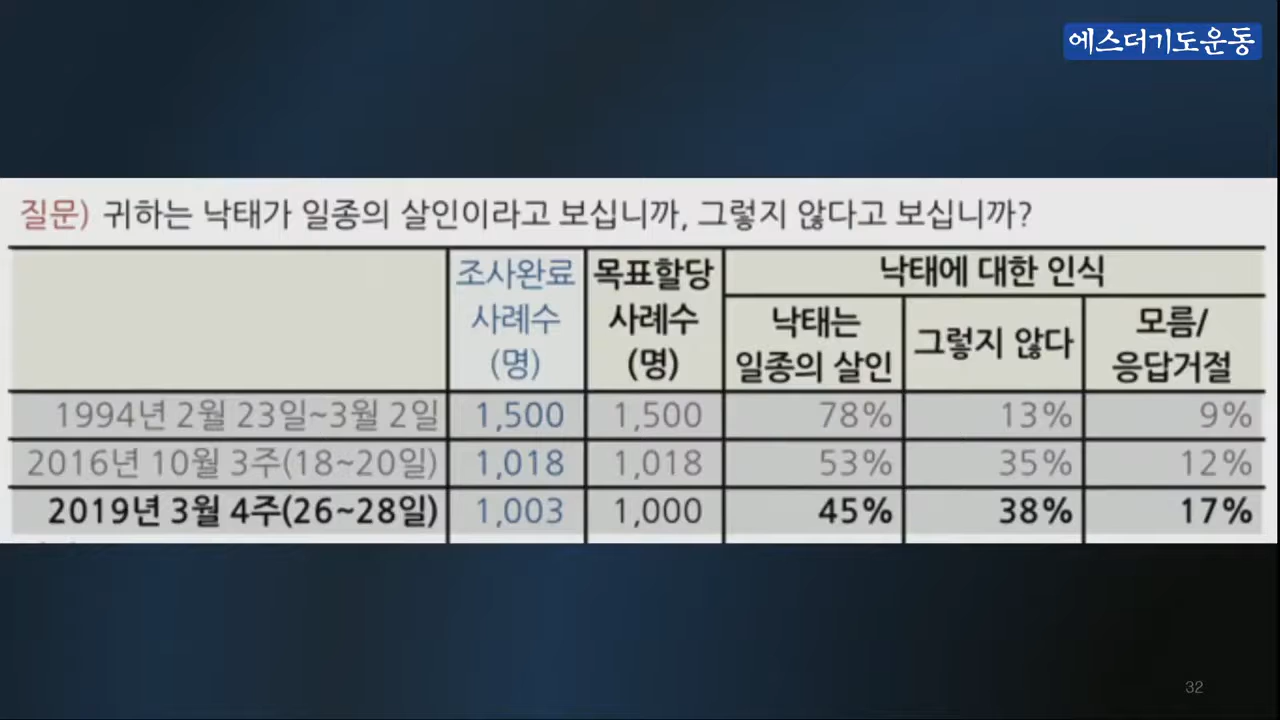 에스더기도운동
질문) 귀하는 낙태가 일종의 살인이라고 보십니까, 그렇지 않다고 보십니까?
조사완료 사례수 (명) 목표할당 사례수 (명) 낙태에 대한 인식
낙태는 일종의 살인 그렇지 않다 모름/응답거절
1994년 2월 23일~3월 2일 1,500 1,500 78% 13% 9%
2016년 10월 3주(18~20일) 1,018 1,018 53% 35% 12%
2019년 3월 4주(26~28일) 1,003 1,000 45% 38% 17%
32